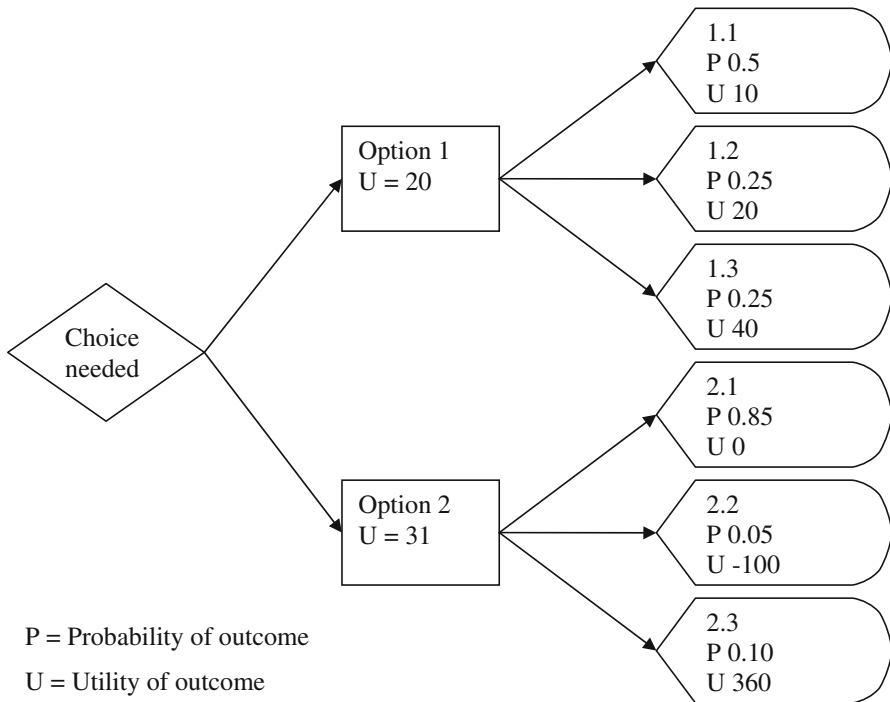 1.1
P 0.5
U 10
Option 1
U = 20
1.2
P 0.25
U 20
1.3
P 0.25
U 40
Choice
needed
2.1
P 0.85
U 0
Option 2
U = 31
2.2
P 0.05
U -100
2.3
P 0.10
U 360
P = Probability of outcome
U = Utility of outcome